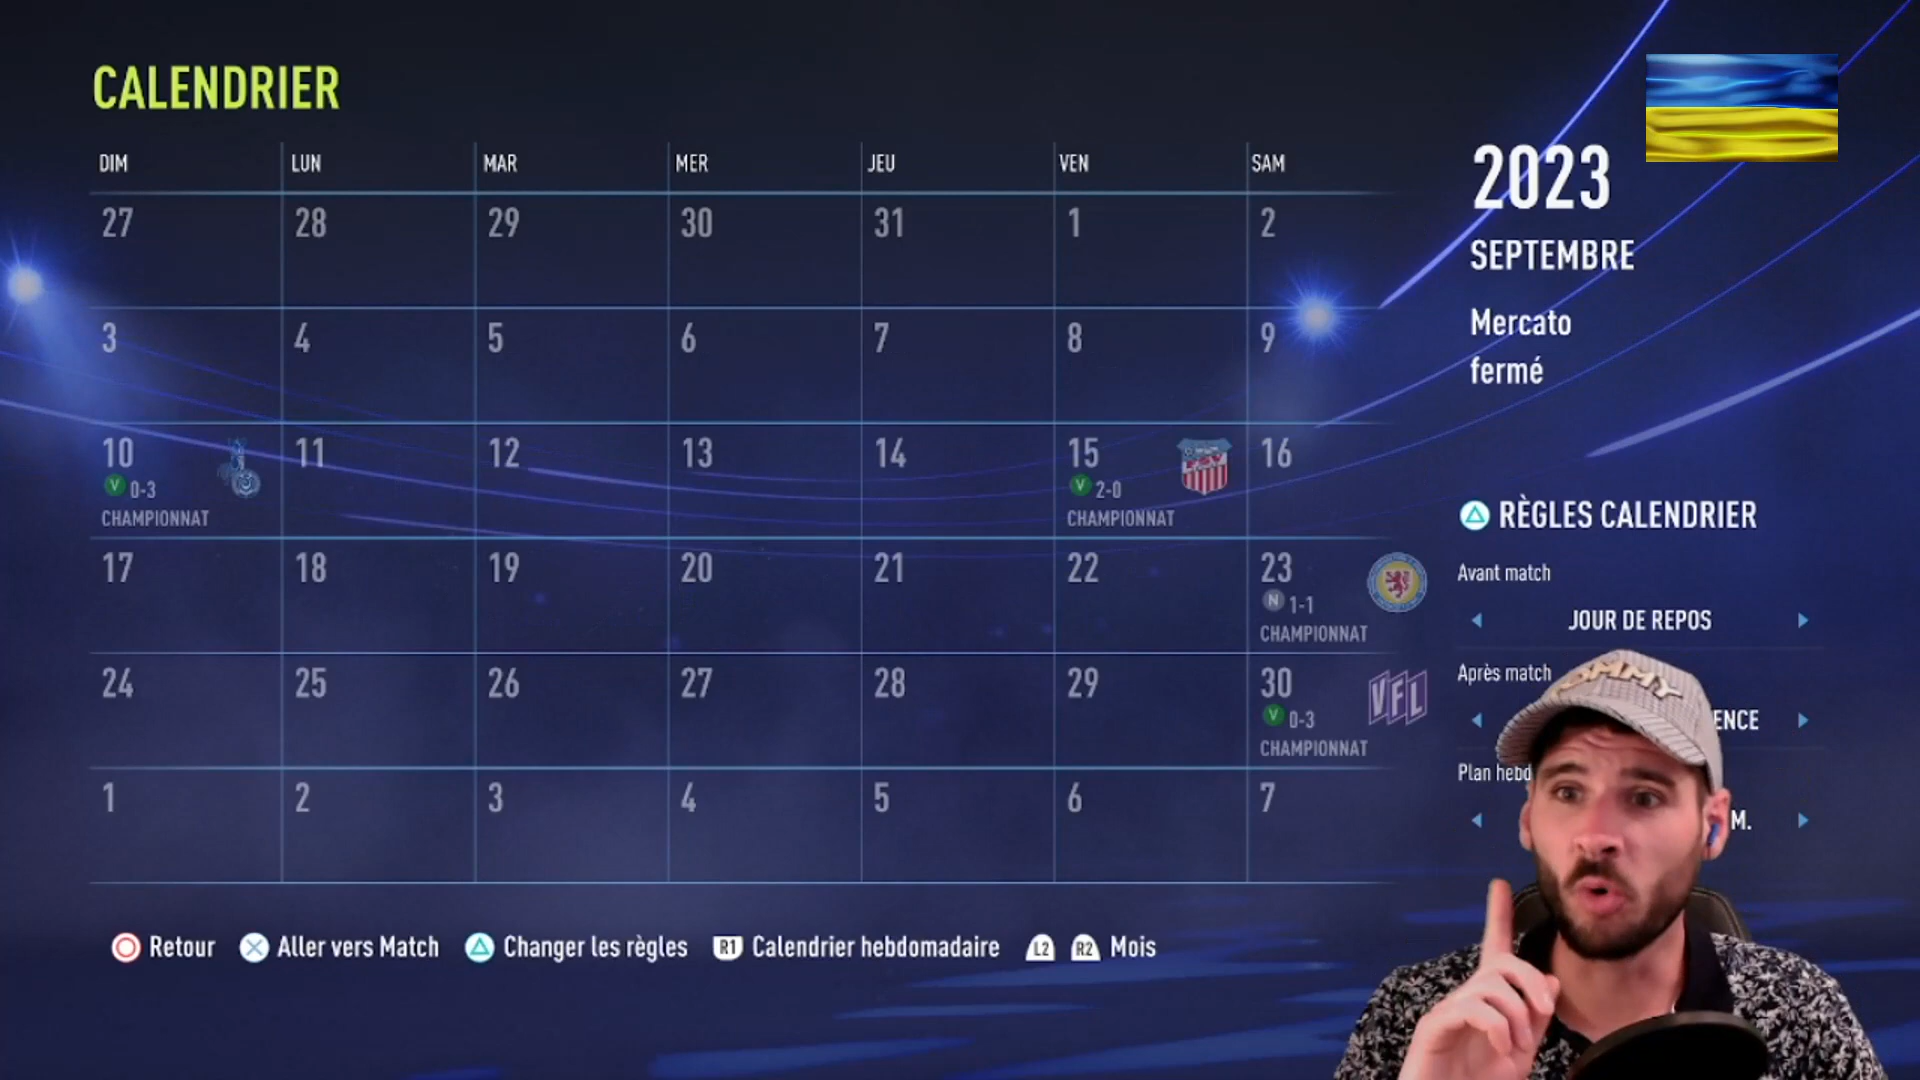 CALENDRIER
DIM LUN MAR MER JEU VEN SAM
27 28 29 30 31 1 2
3 4 5 6 7 8 9
10 11 12 13 14 15 16
V 0-3 V 2-0
CHAMPIONNAT CHAMPIONNAT
17 18 19 20 21 22 23
N 1-1
CHAMPIONNAT
24 25 26 27 28 29 30
V 0-3 VFL
CHAMPIONNAT
1 2 3 4 5 6 7
2023
SEPTEMBRE
Mercato
fermé
RÈGLES CALENDRIER
Avant match
JOUR DE REPOS
Après match
ENCE
Plan hebd
M.
Retour Aller vers Match Changer les règles R1 Calendrier hebdomadaire L2 R2 Mois